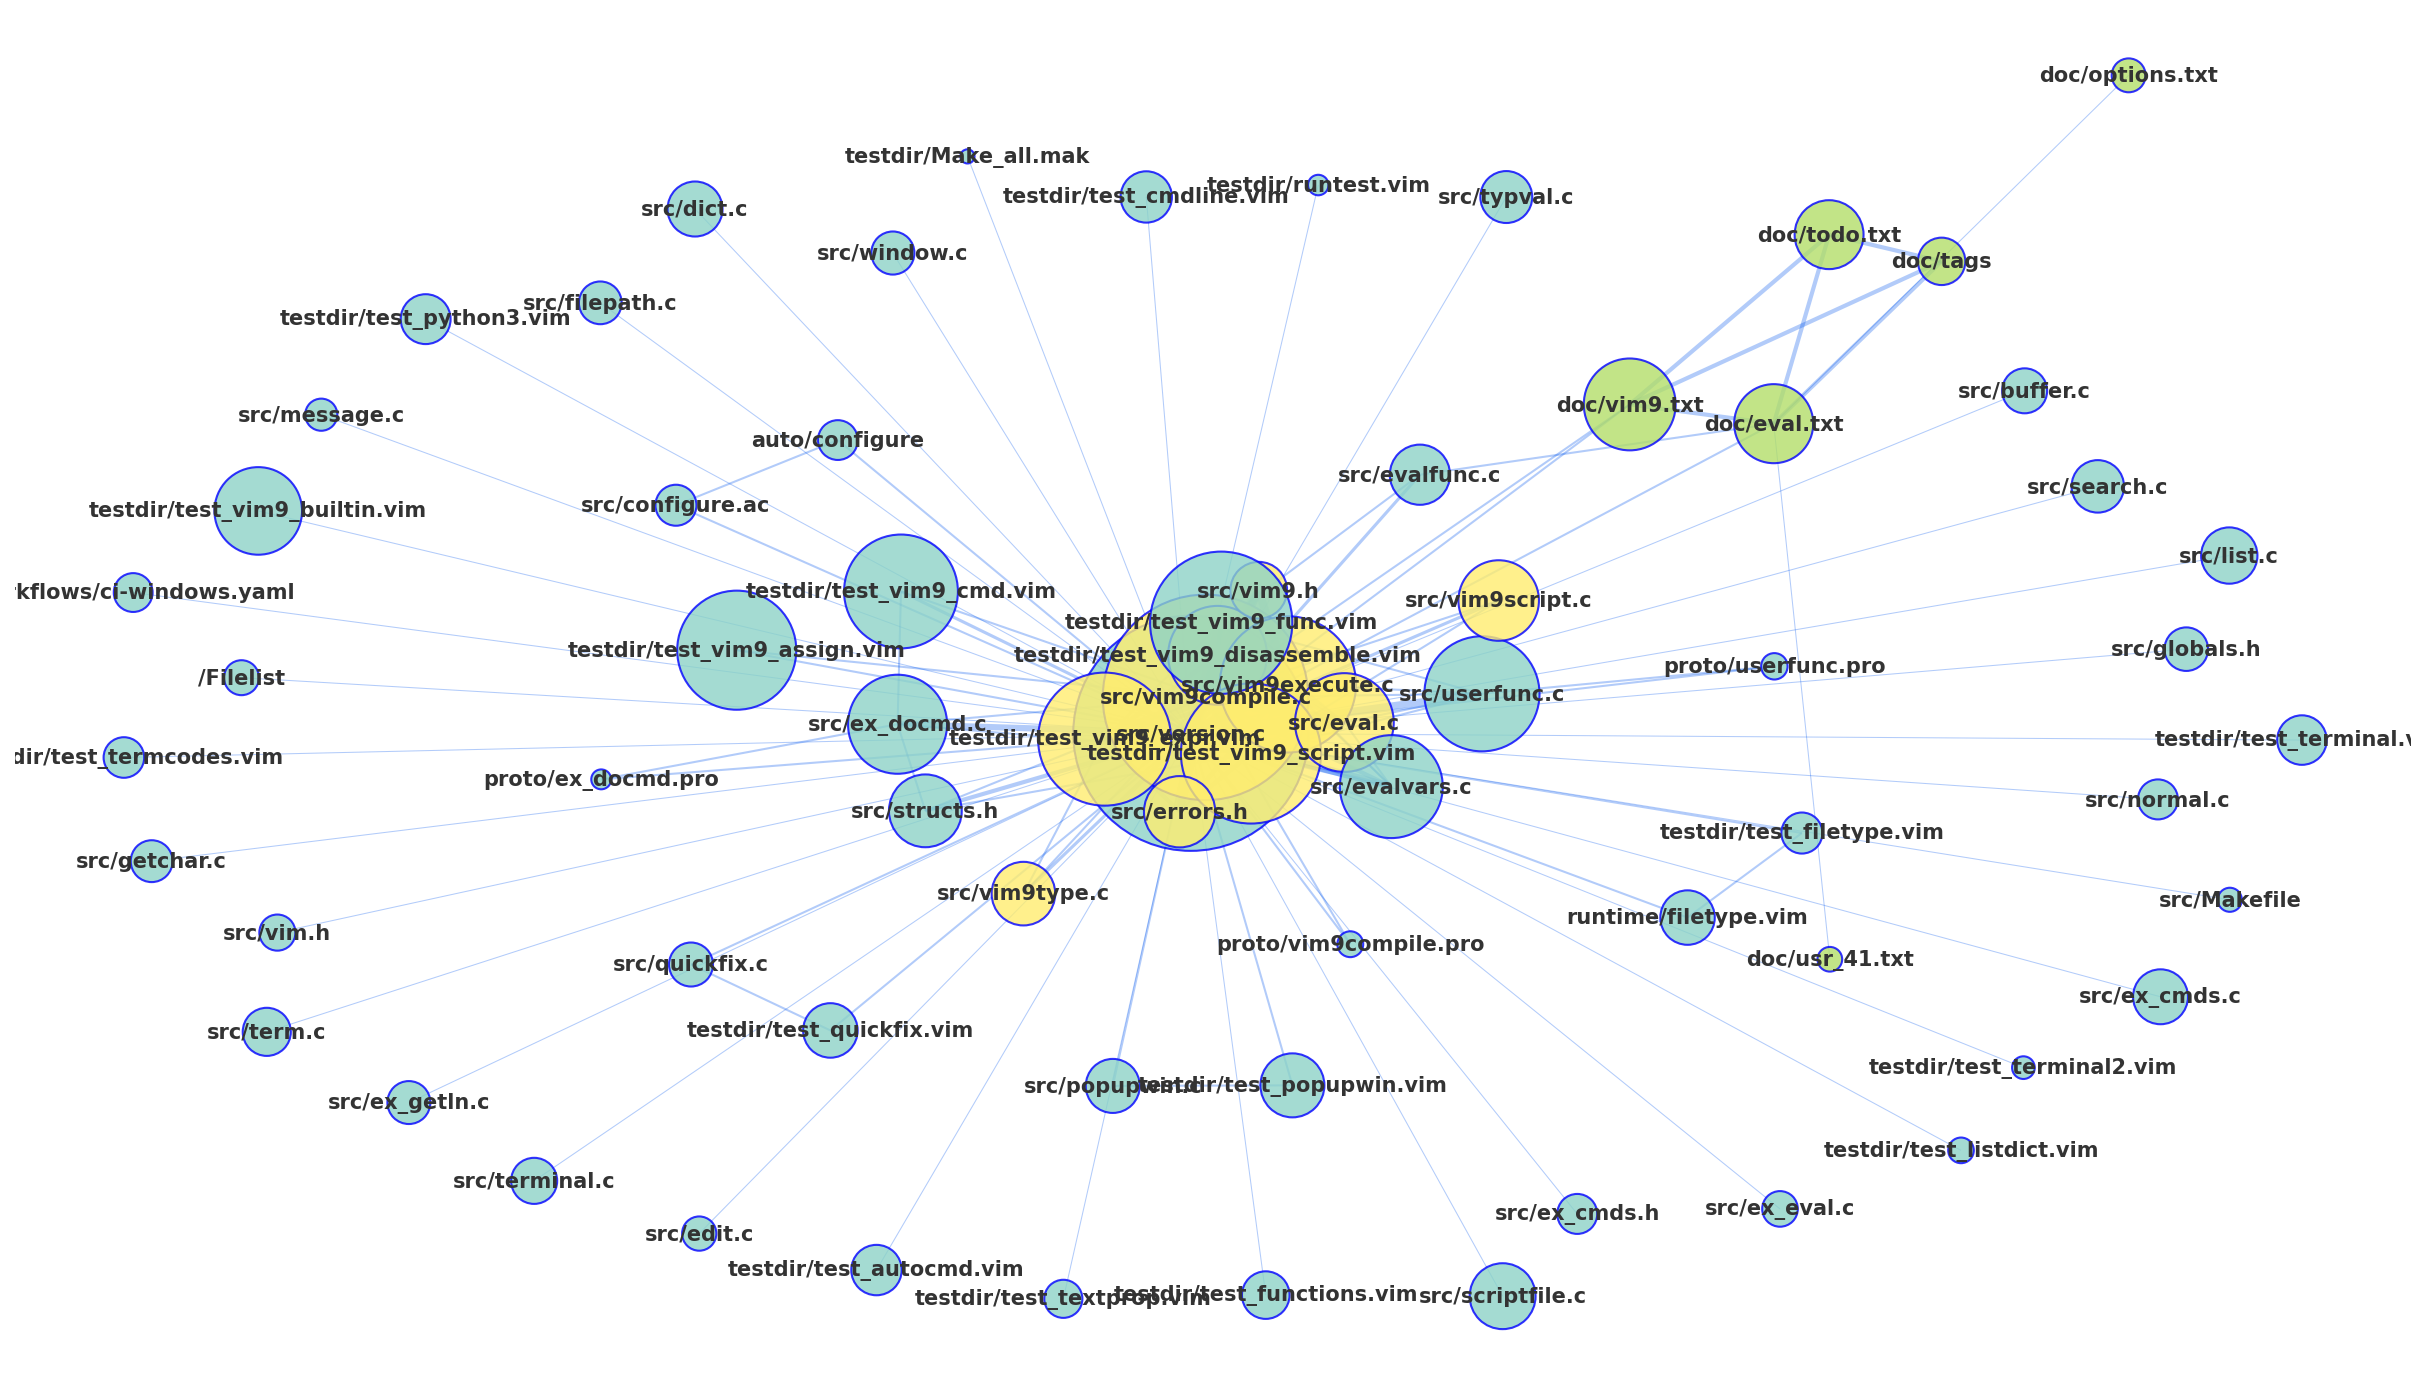 doc/options.txt
testdir/Make_all.mak
testdir/runtest.vim
testdir/test_cmdline.vim
src/typval.c
src/dict.c
doc/todo.txt
src/window.c
doc/tags
src/filepath.c
testdir/test_python3.vim
src/buffer.c
doc/vim9.txt
src/message.c
doc/eval.txt
auto/configure
src/evalfunc.c
src/search.c
src/configure.ac
testdir/test_vim9_builtin.vim
src/list.c
kflows/ci-windows.yaml
testdir/test_vim9_cmd.vim
src/vim9.h
src/vim9script.c
testdir/test_vim9_func.vim
testdir/test_vim9_assign.vim
src/globals.h
testdir/test_vim9_disassemble.vim
proto/userfunc.pro
/Filelist
src/vim9execute.c
src/userfunc.c
src/vim9compile.c
src/ex_docmd.c
src/eval.c
src/version.c
testdir/test_vim9_expr.vim
testdir/test_terminal.v
testdir/test_vim9_script.vim
dir/test_termcodes.vim
proto/ex_docmd.pro
src/evalvars.c
src/normal.c
src/structs.h
src/errors.h
testdir/test_filetype.vim
src/getchar.c
src/vim9type.c
src/Makefile
runtime/filetype.vim
src/vim.h
proto/vim9compile.pro
doc/usr_41.txt
src/quickfix.c
src/ex_cmds.c
src/term.c
testdir/test_quickfix.vim
testdir/test_terminal2.vim
src/popupwin.c
testdir/test_popupwin.vim
src/ex_getln.c
testdir/test_listdict.vim
src/terminal.c
src/ex_eval.c
src/ex_cmds.h
src/edit.c
testdir/test_autocmd.vim
testdir/test_textprop.vim
testdir/test_functions.vim
src/scriptfile.c